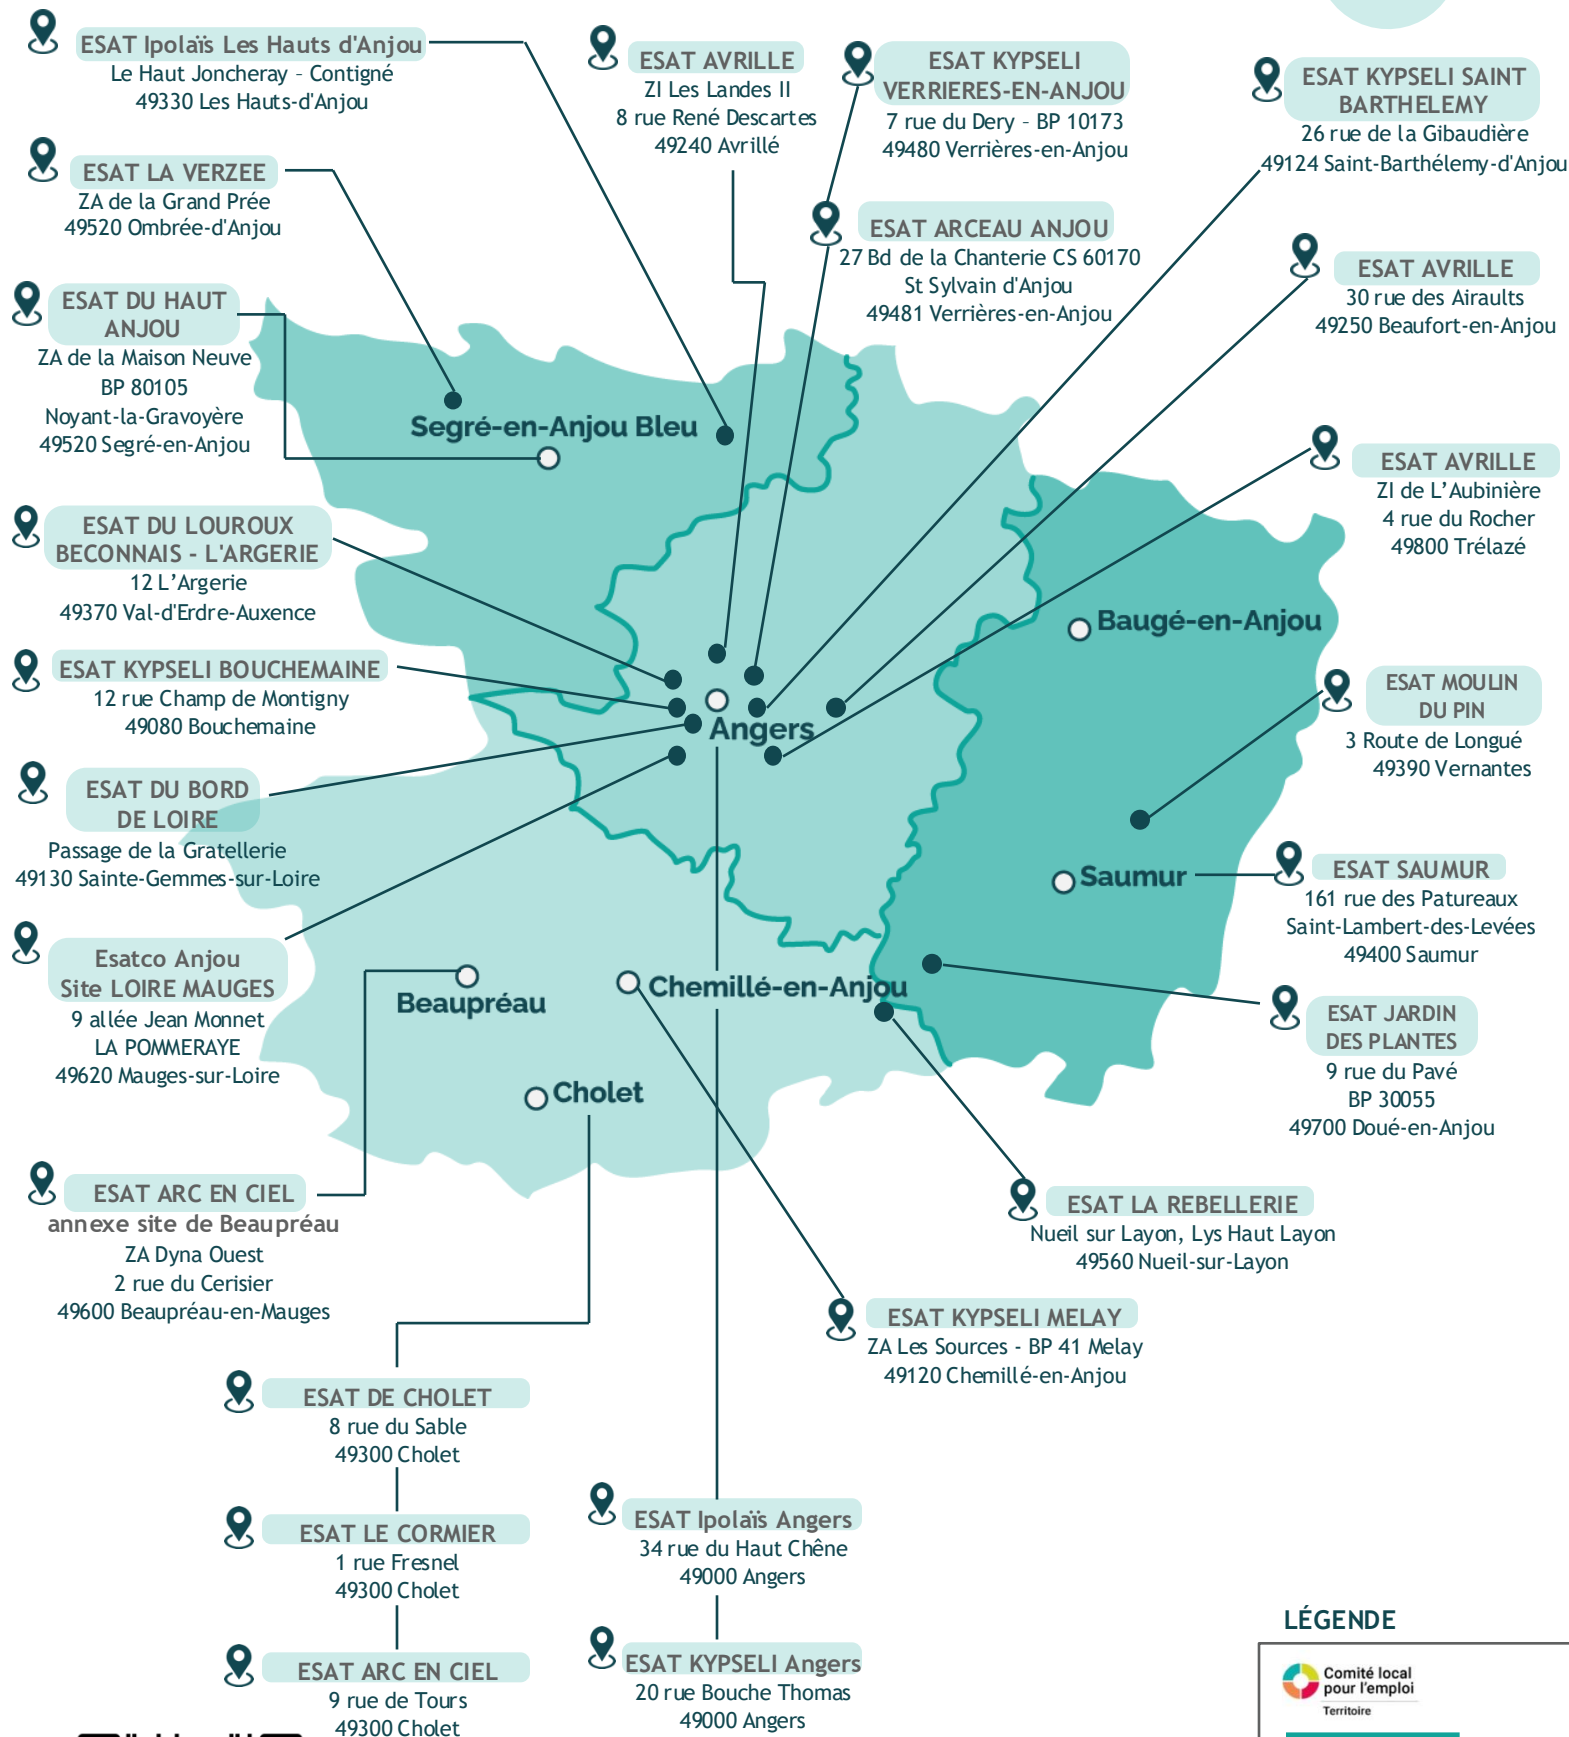 ESAT Ipolaïs Les Hauts d'Anjou
Le Haut Joncheray - Contigné
49330 Les Hauts-d'Anjou
ESAT AVRILLE
ZI Les Landes II
8 rue René Descartes
49240 Avrillé
ESAT KYPSELI
VERRIERES-EN-ANJOU
7 rue du Dery - BP 10173
49480 Verrières-en-Anjou
ESAT KYPSELI SAINT
BARTHELEMY
26 rue de la Gibaudière
49124 Saint-Barthélemy-d'Anjou
ESAT LA VERZEE
ZA de la Grand Prée
49520 Ombrée-d'Anjou
ESAT ARCEAU ANJOU
27 Bd de la Chanterie CS 60170
St Sylvain d'Anjou
49481 Verrières-en-Anjou
ESAT AVRILLE
30 rue des Airaults
49250 Beaufort-en-Anjou
ESAT DU HAUT
ANJOU
ZA de la Maison Neuve
BP 80105
Noyant-la-Gravoyère
49520 Segré-en-Anjou
Segré-en-Anjou Bleu
ESAT AVRILLE
ZI de L’Aubinière
4 rue du Rocher
49800 Trélazé
ESAT DU LOUROUX
BECONNAIS - L'ARGERIE
12 L’Argerie
49370 Val-d'Erdre-Auxence
Baugé-en-Anjou
ESAT KYPSELI BOUCHEMAINE
12 rue Champ de Montigny
49080 Bouchemaine
Angers
ESAT MOULIN
DU PIN
3 Route de Longué
49390 Vernantes
ESAT DU BORD
DE LOIRE
Passage de la Gratellerie
49130 Sainte-Gemmes-sur-Loire
Saumur
ESAT SAUMUR
161 rue des Patureaux
Saint-Lambert-des-Levées
49400 Saumur
Esatco Anjou
Site LOIRE MAUGES
9 allée Jean Monnet
LA POMMERAYE
49620 Mauges-sur-Loire
Beaupréau
Chemillé-en-Anjou
ESAT JARDIN
DES PLANTES
9 rue du Pavé
BP 30055
49700 Doué-en-Anjou
Cholet
ESAT ARC EN CIEL
annexe site de Beaupréau
ZA Dyna Ouest
2 rue du Cerisier
49600 Beaupréau-en-Mauges
ESAT LA REBELLERIE
Nueil sur Layon, Lys Haut Layon
49560 Nueil-sur-Layon
ESAT KYPSELI MELAY
ZA Les Sources - BP 41 Melay
49120 Chemillé-en-Anjou
ESAT DE CHOLET
8 rue du Sable
49300 Cholet
ESAT LE CORMIER
1 rue Fresnel
49300 Cholet
ESAT ARC EN CIEL
9 rue de Tours
49300 Cholet
ESAT Ipolaïs Angers
34 rue du Haut Chêne
49000 Angers
ESAT KYPSELI Angers
20 rue Bouche Thomas
49000 Angers
LÉGENDE
Comité local
pour l'emploi
Territoire